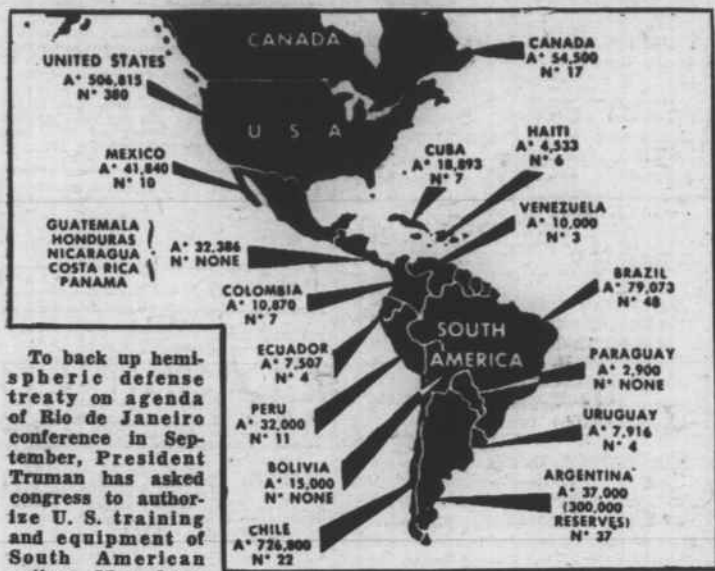 CANADA
UNITED STATES
A* 506,815
N* 380
CANADA
A* 54,500
N* 17
U S A
MEXICO
A* 41,840
N* 10
CUBA
A* 18,893
N* 7
HAITI
A* 4,533
N* 6
GUATEMALA
HONDURAS
NICARAGUA
COSTA RICA
PANAMA
A* 32,386
N* NONE
VENEZUELA
A* 10,000
N* 3
COLOMBIA
A* 10,870
N* 7
BRAZIL
A* 79,073
N* 48
SOUTH
AMERICA
ECUADOR
A* 7,507
N* 4
PARAGUAY
A* 2,900
N* NONE
PERU
A* 32,000
N* 11
URUGUAY
A* 7,916
N* 4
BOLIVIA
A* 15,000
N* NONE
ARGENTINA
A* 37,000
(300,000
RESERVES)
N* 37
CHILE
A* 726,800
N* 22
To back up hemi-
spheric defense
treaty on agenda
of Rio de Janeiro
conference in Sep-
tember, President
Truman has asked
congress to author-
ize U. S. training
and equipment of
South American